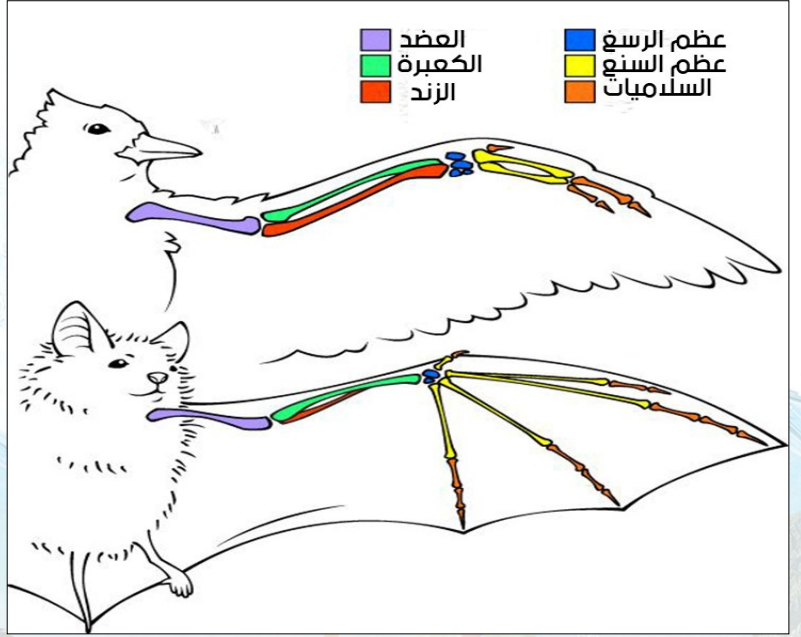 العضد
الكعبرة
الزند
عظم الرسغ
عظم السنع
السلاميات